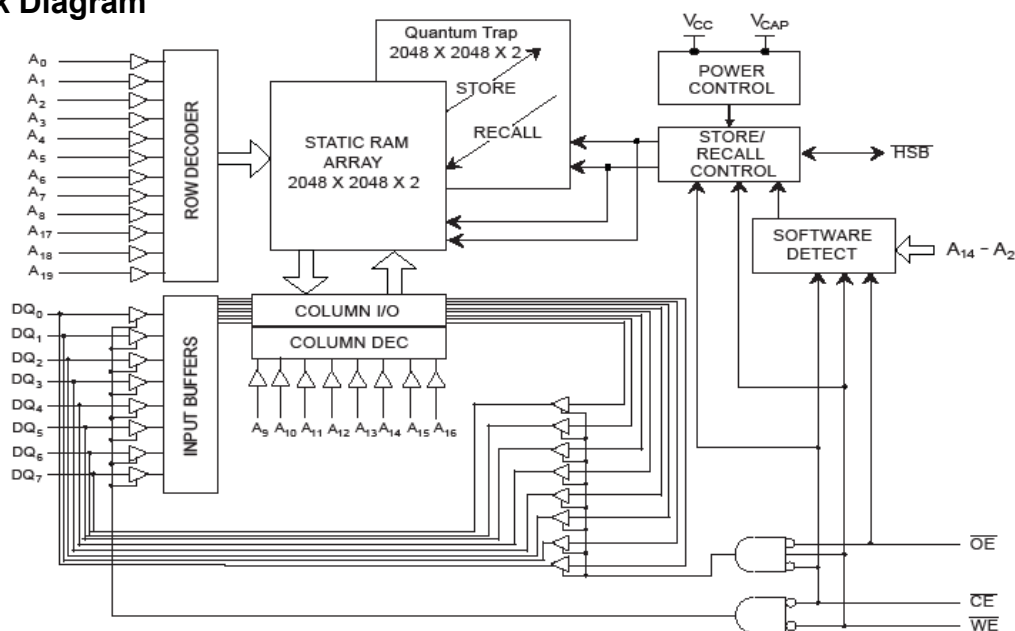 Diagram
Quantum Trap
2048 X 2048 X 2
STORE
RECALL
STATIC RAM
ARRAY
2048 X 2048 X 2
ROW DECODER
A0
A1
A2
A3
A4
A5
A6
A7
A8
A17
A18
A19
VCC
VCAP
POWER
CONTROL
STORE/
RECALL
CONTROL
HSB
SOFTWARE
DETECT
A14 – A2
DQ0
DQ1
DQ2
DQ3
DQ4
DQ5
DQ6
DQ7
INPUT BUFFERS
COLUMN I/O
COLUMN DEC
A9 A10 A11 A12 A13 A14 A15 A16
OE
CE
WE